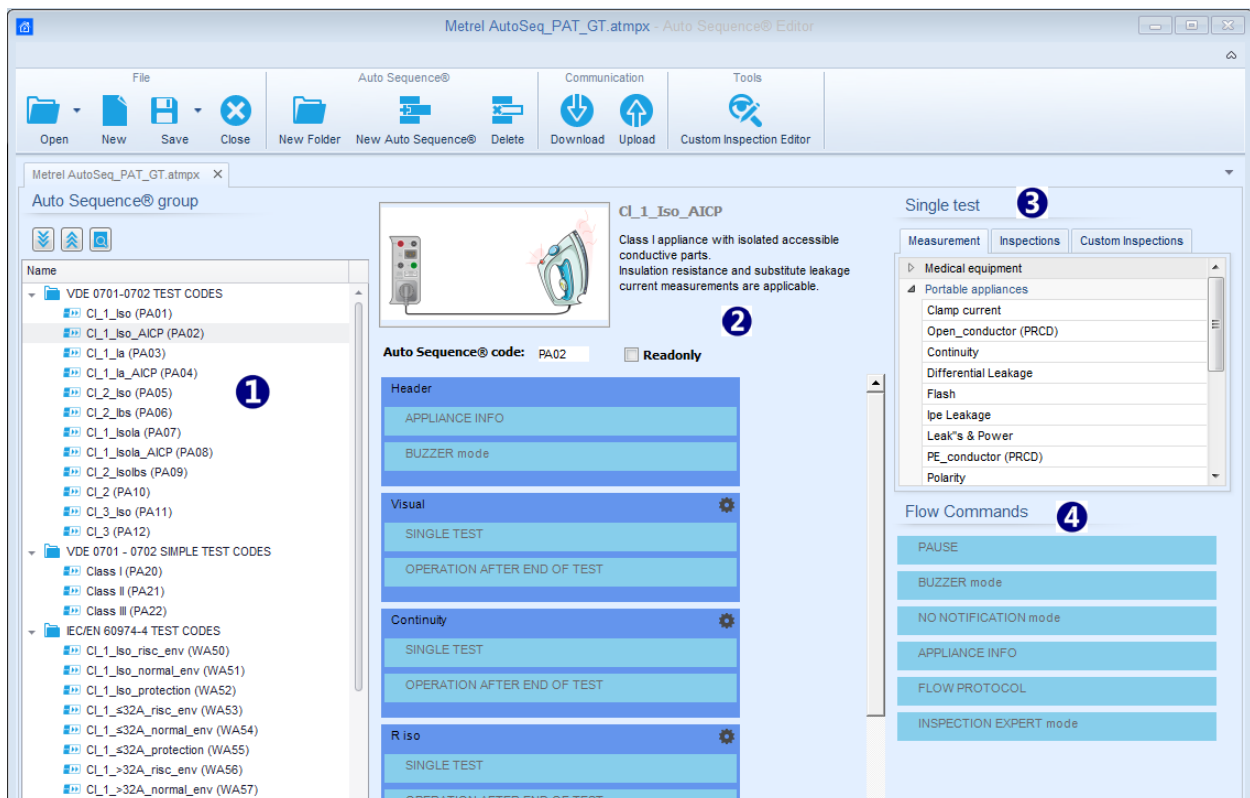 Metrel AutoSeq_PAT_GT.atmpx - Auto Sequence® Editor
File
Auto Sequence®
Communication
Tools
Open
New
Save
Close
New Folder
New Auto Sequence®
Delete
Download
Upload
Custom Inspection Editor
Metrel AutoSeq_PAT_GT.atmpx X
Auto Sequence® group
Name
VDE 0701-0702 TEST CODES
Cl_1_Iso (PA01)
Cl_1_Iso_AICP (PA02)
Cl_1_Ia (PA03)
Cl_1_Ia_AICP (PA04)
Cl_2_Iso (PA05)
Cl_2_Ibs (PA06)
Cl_1_Isola (PA07)
Cl_1_Isola_AICP (PA08)
Cl_2_Isolbs (PA09)
Cl_2 (PA10)
Cl_3_Iso (PA11)
Cl_3 (PA12)
VDE 0701 - 0702 SIMPLE TEST CODES
Class I (PA20)
Class II (PA21)
Class III (PA22)
IEC/EN 60974-4 TEST CODES
Cl_1_Iso_risc_env (WA50)
Cl_1_Iso_normal_env (WA51)
Cl_1_Iso_protection (WA52)
Cl_1_≤32A_risc_env (WA53)
Cl_1_≤32A_normal_env (WA54)
Cl_1_≤32A_protection (WA55)
Cl_1_>32A_risc_env (WA56)
Cl_1_>32A_normal_env (WA57)
1
Cl_1_Iso_AICP
Class I appliance with isolated accessible
conductive parts.
Insulation resistance and substitute leakage
current measurements are applicable.
2
Auto Sequence® code: PA02 Readonly
Header
APPLIANCE INFO
BUZZER mode
Visual
SINGLE TEST
OPERATION AFTER END OF TEST
Continuity
SINGLE TEST
OPERATION AFTER END OF TEST
R iso
SINGLE TEST
OPERATION AFTER END OF TEST
Single test 3
Measurement Inspections Custom Inspections
Medical equipment
Portable appliances
Clamp current
Open_conductor (PRCD)
Continuity
Differential Leakage
Flash
Ipe Leakage
Leak"s & Power
PE_conductor (PRCD)
Polarity
Flow Commands 4
PAUSE
BUZZER mode
NO NOTIFICATION mode
APPLIANCE INFO
FLOW PROTOCOL
INSPECTION EXPERT mode